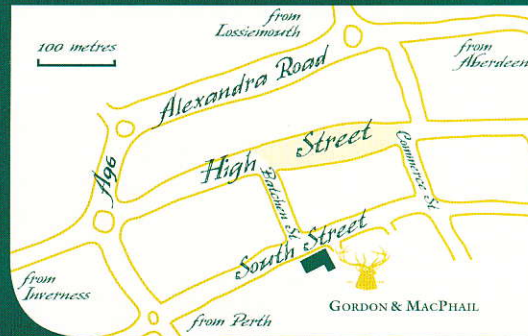 from
Lossiemouth
100 metres
from
Aberdeen
Alexandra Road
A96
High Street
Commerce St.
Batchen St.
South Street
from
Inverness
from Perth
GORDON & MACPHAIL